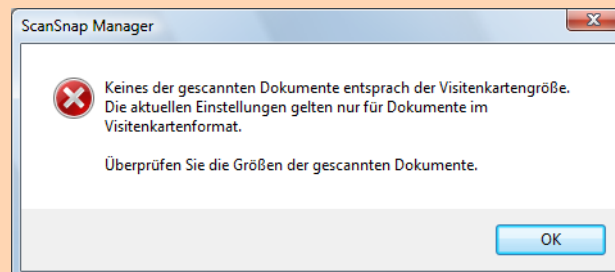 ScanSnap Manager
Keines der gescannten Dokumente entsprach der Visitenkartengröße.
Die aktuellen Einstellungen gelten nur für Dokumente im
Visitenkartenformat.
Überprüfen Sie die Größen der gescannten Dokumente.
OK